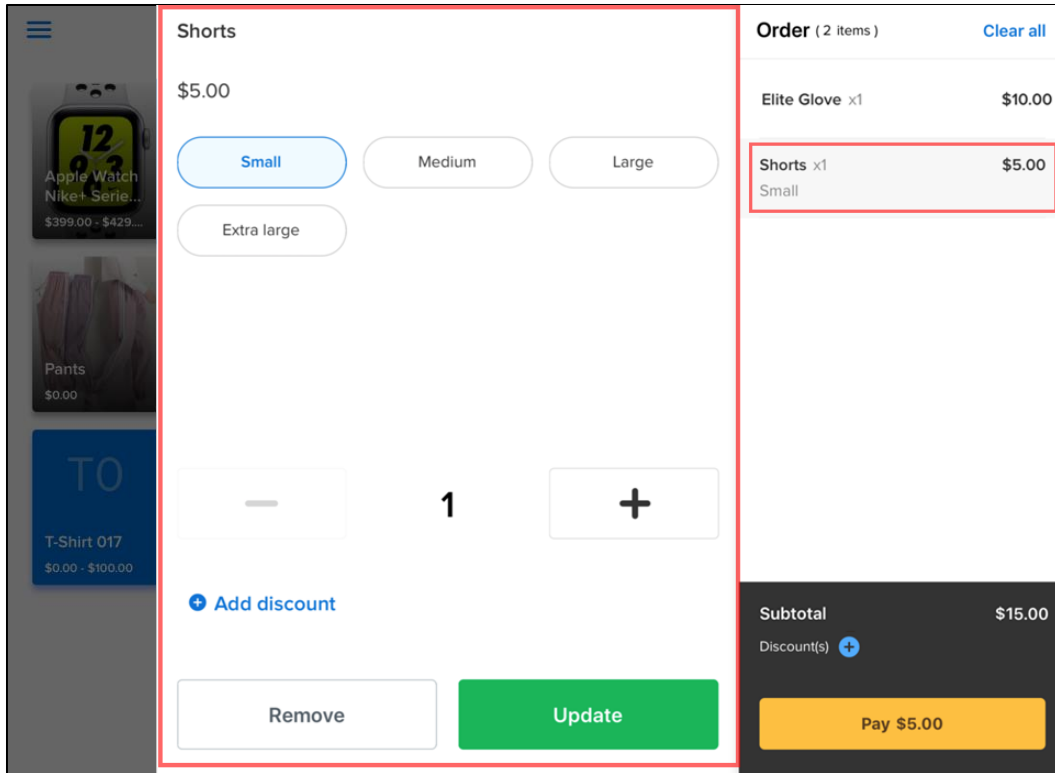 Shorts
$5.00
Small
Medium
Large
Extra large
1
Add discount
Remove
Update
Order ( 2 items )
Clear all
Elite Glove x1
$10.00
Shorts x1
$5.00
Small
Subtotal
$15.00
Discount(s)
Pay $5.00
12
Apple Watch
Nike+ Serie...
$399.00 - $429....
Pants
$0.00
T0
T-Shirt 017
$0.00 - $100.00